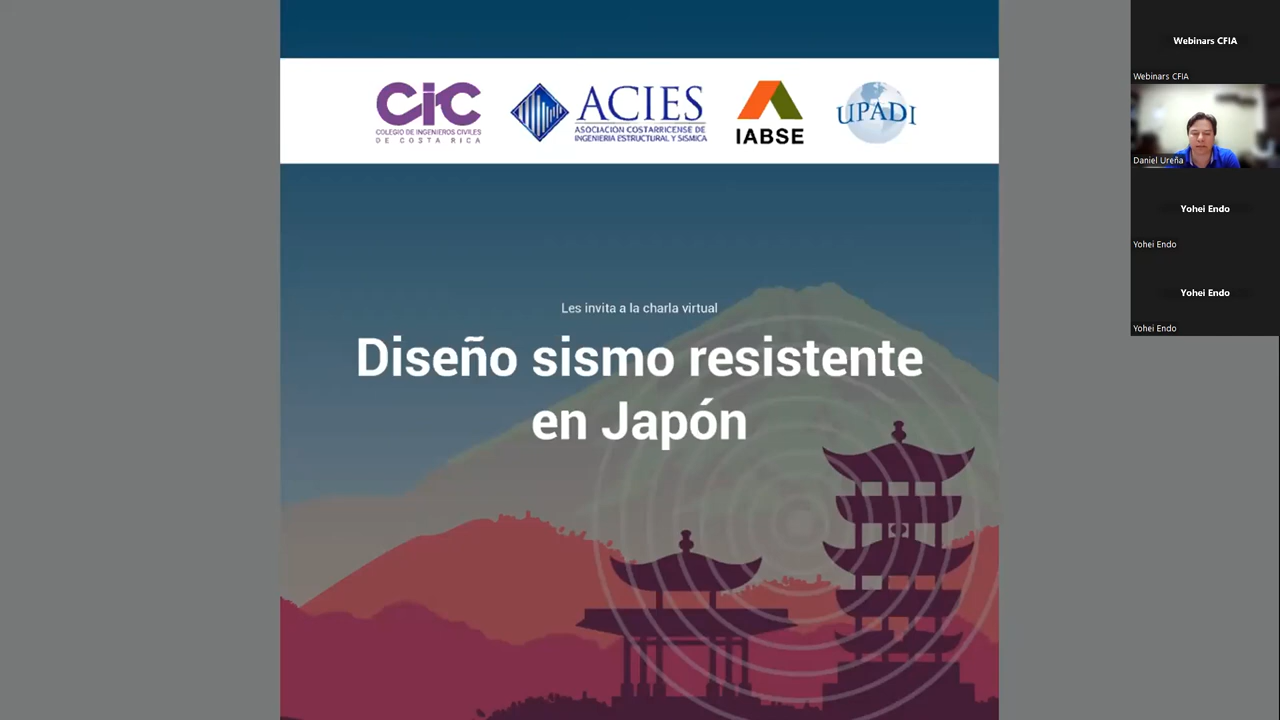 CiC
COLEGIO DE INGENIEROS CIVILES
DE COSTA RICA
ACIES
ASOCIACIÓN COSTARRICENSE DE
INGENIERÍA ESTRUCTURAL Y SÍSMICA
IABSE
UPADI
Les invita a la charla virtual
Diseño sismo resistente
en Japón
Webinars CFIA
Webinars CFIA
Daniel Ureña
Yohei Endo
Yohei Endo
Yohei Endo
Yohei Endo